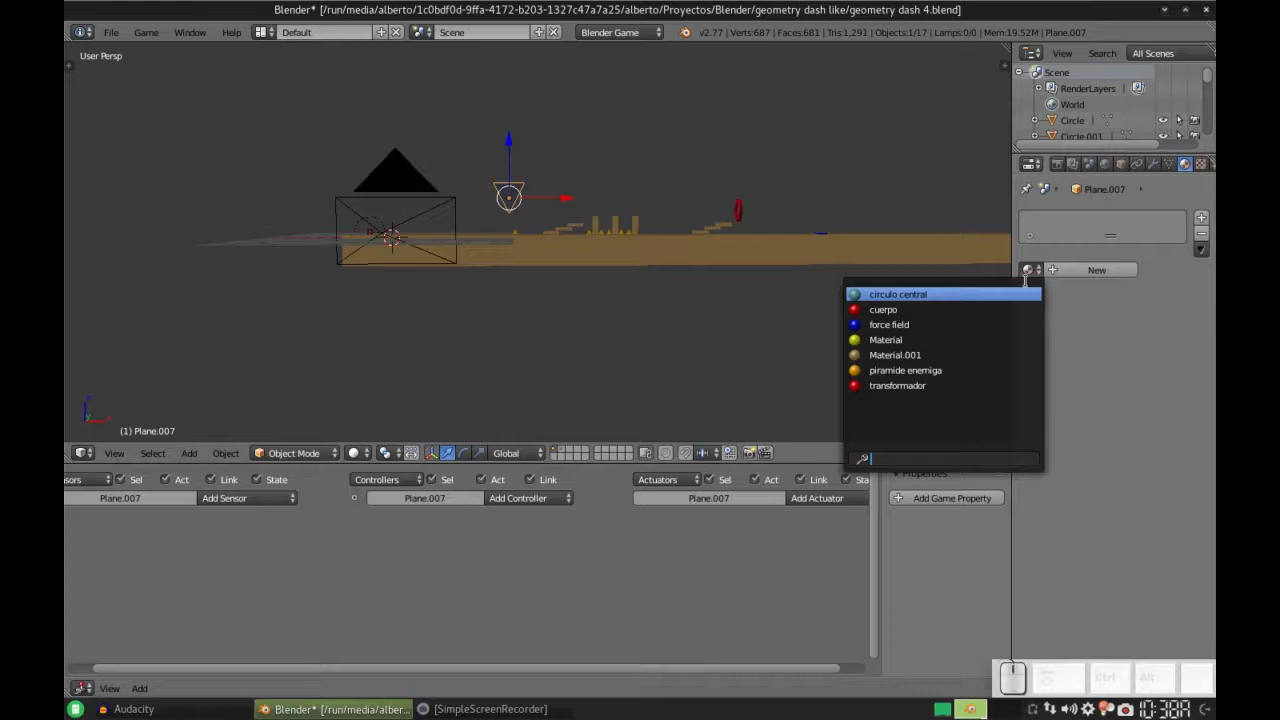 Blender* [/run/media/alberto/1c0bdf0d-9ffa-4172-b203-1327c47a7a25/alberto/Proyectos/Blender/geometry dash like/geometry dash 4.blend]
File Game Window Help Default Scene Blender Game v2.77 | Verts:687 | Faces:681 | Tris:1,291 | Objects:1/17 | Lamps:0/0 | Mem:19.52M | Plane.007
User Persp
View Search All Scenes
Scene
RenderLayers
World
Circle
Circle.001
Plane.007
New
circulo central
cuerpo
force field
Material
Material.001
piramide enemiga
transformador
(1) Plane.007
View Select Add Object Object Mode Global
Sel Act Link State Controllers Sel Act Link Actuators Sel Act Link Properties
Plane.007 Add Sensor Plane.007 Add Controller Plane.007 Add Actuator Add Game Property
Ctrl Alt
View Add
Audacity Blender* [/run/media/alber... [SimpleScreenRecorder]